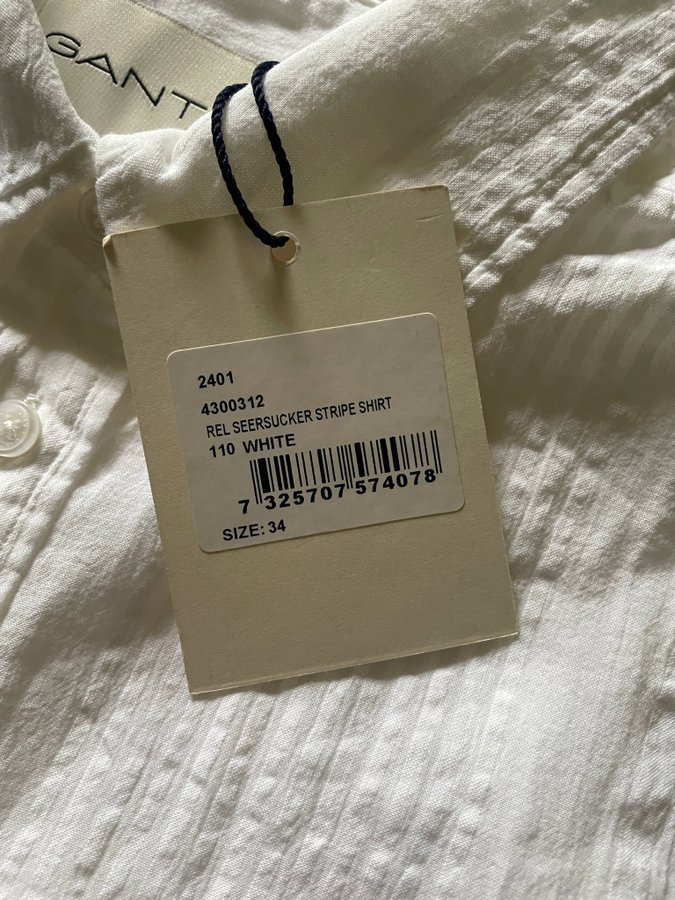 GANT
2401
4300312
REL SEERSUCKER STRIPE SHIRT
110 WHITE
7 325707 574078
SIZE: 34